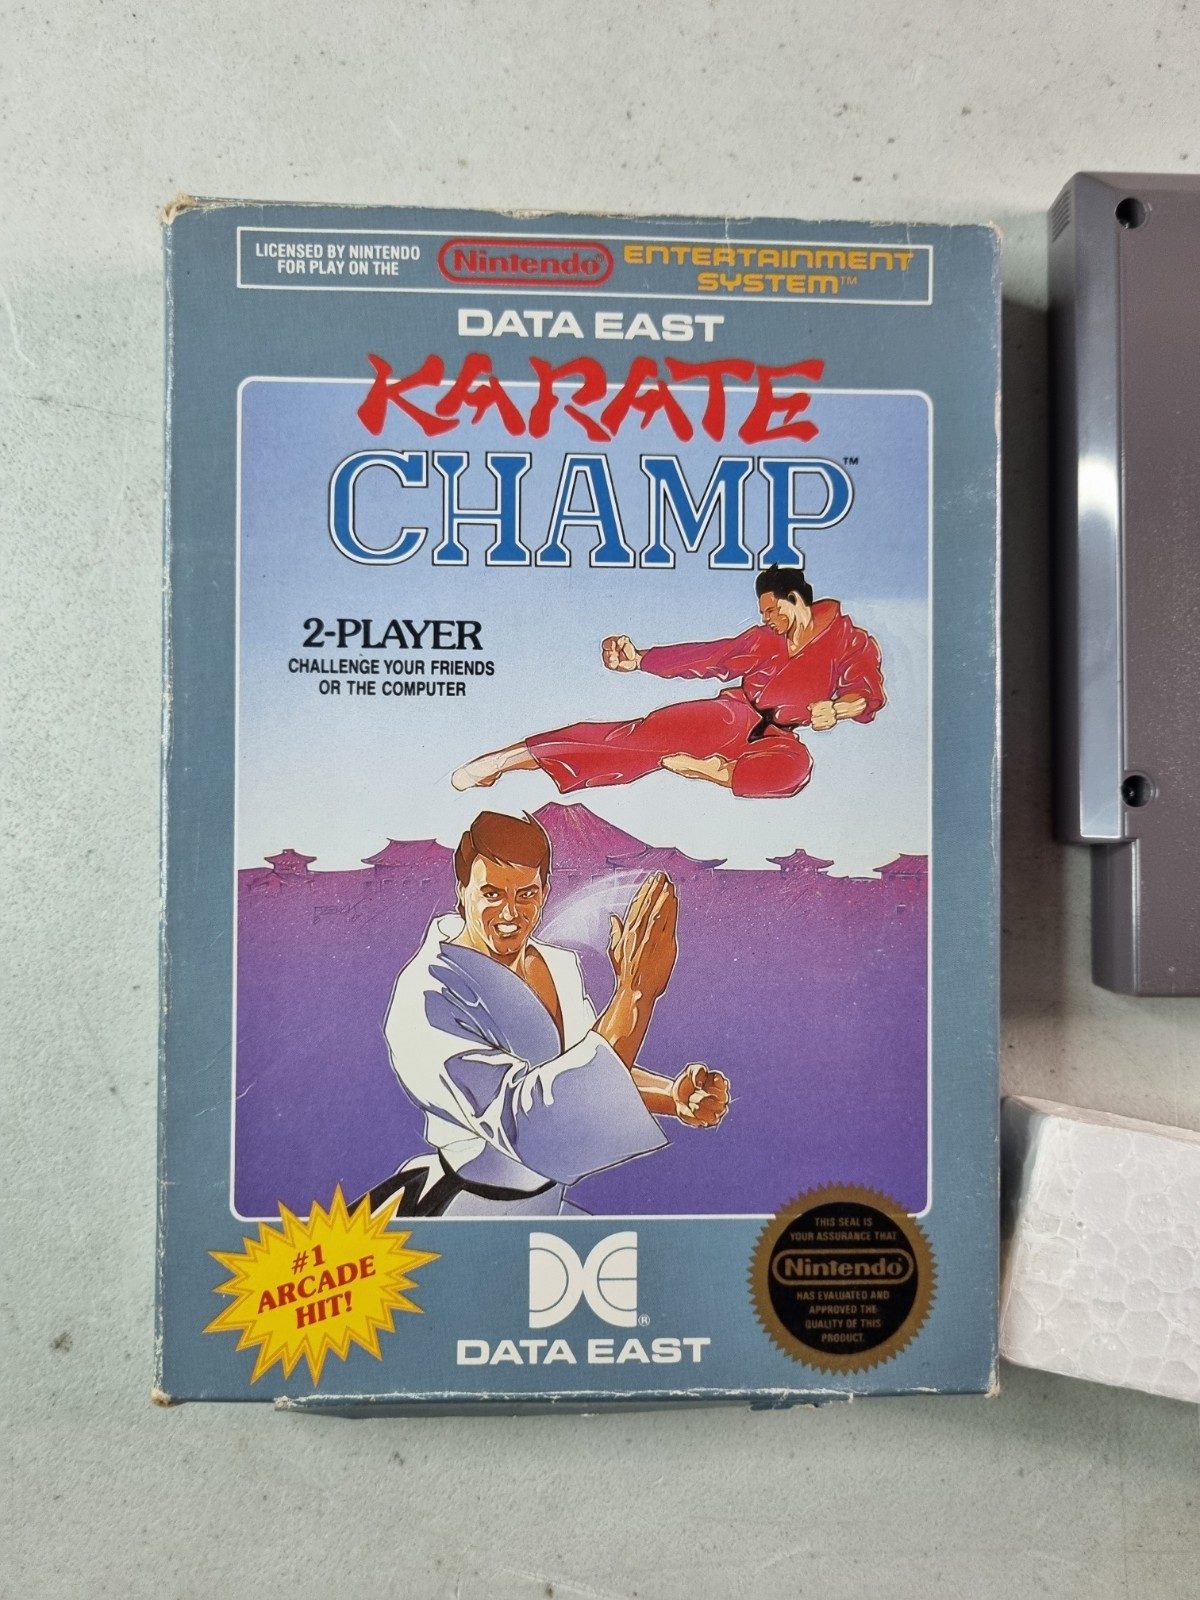 LICENSED BY NINTENDO
FOR PLAY ON THE
Nintendo®
ENTERTAINMENT
SYSTEM™
DATA EAST
KARATE
CHAMP™
2-PLAYER
CHALLENGE YOUR FRIENDS
OR THE COMPUTER
#1
ARCADE
HIT!
DE®
DATA EAST
THIS SEAL IS
YOUR ASSURANCE THAT
Nintendo®
HAS EVALUATED AND
APPROVED THE
QUALITY OF THIS
PRODUCT.